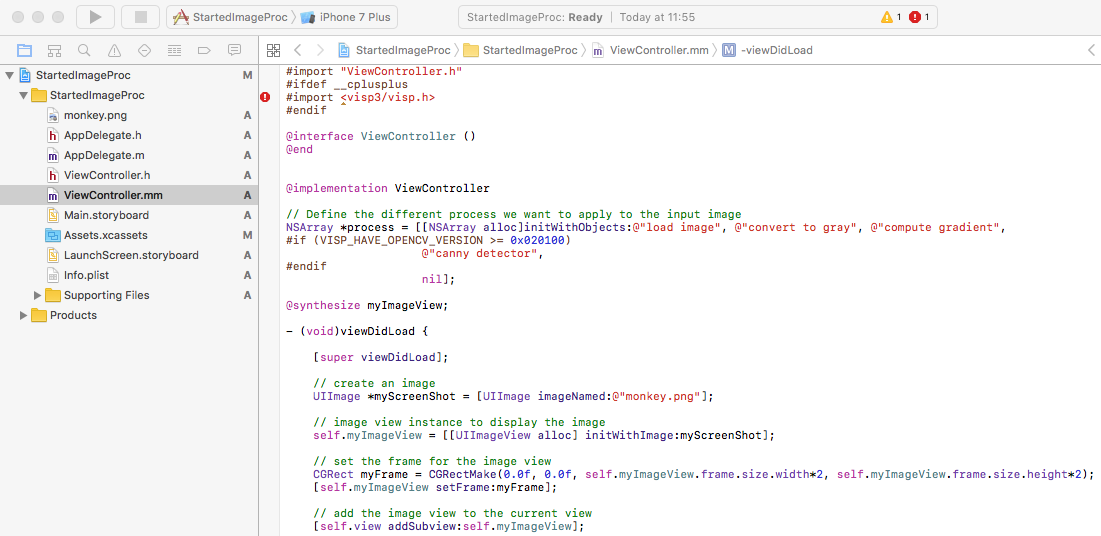 StartedImageProc iPhone 7 Plus StartedImageProc: Ready | Today at 11:55 1 1
StartedImageProc StartedImageProc ViewController.mm M -viewDidLoad
StartedImageProc M
StartedImageProc
monkey.png A
h AppDelegate.h A
m AppDelegate.m A
h ViewController.h A
m ViewController.mm A
Main.storyboard A
Assets.xcassets M
LaunchScreen.storyboard A
Info.plist A
Supporting Files A
Products
#import "ViewController.h"
#ifdef __cplusplus
#import <visp3/visp.h>
#endif
@interface ViewController ()
@end
@implementation ViewController
// Define the different process we want to apply to the input image
NSArray *process = [[NSArray alloc]initWithObjects:@"load image", @"convert to gray", @"compute gradient",
#if (VISP_HAVE_OPENCV_VERSION >= 0x020100)
@"canny detector",
#endif
nil];
@synthesize myImageView;
- (void)viewDidLoad {
[super viewDidLoad];
// create an image
UIImage *myScreenShot = [UIImage imageNamed:@"monkey.png"];
// image view instance to display the image
self.myImageView = [[UIImageView alloc] initWithImage:myScreenShot];
// set the frame for the image view
CGRect myFrame = CGRectMake(0.0f, 0.0f, self.myImageView.frame.size.width*2, self.myImageView.frame.size.height*2);
[self.myImageView setFrame:myFrame];
// add the image view to the current view
[self.view addSubview:self.myImageView];